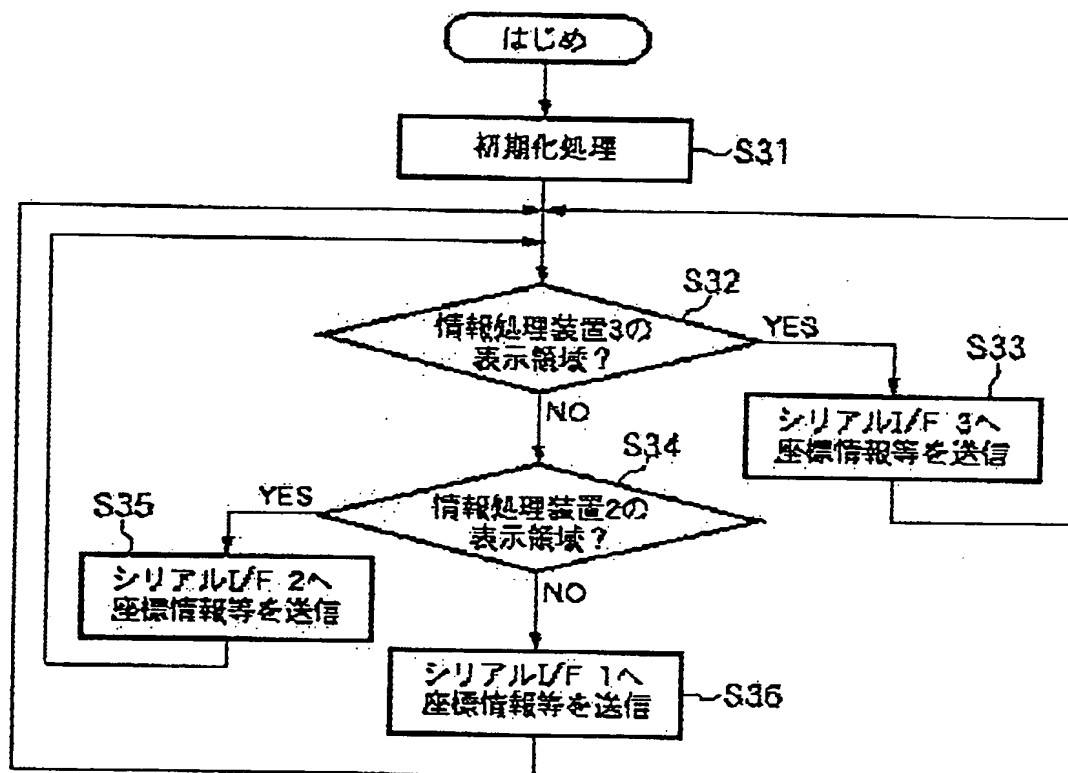 はじめ
初期化処理
S31
S32
情報処理装置3の
表示領域?
YES
S33
シリアルI/F 3へ
座標情報等を送信
NO
S34
情報処理装置2の
表示領域?
YES
S35
シリアルI/F 2へ
座標情報等を送信
NO
シリアルI/F 1へ
座標情報等を送信
S36